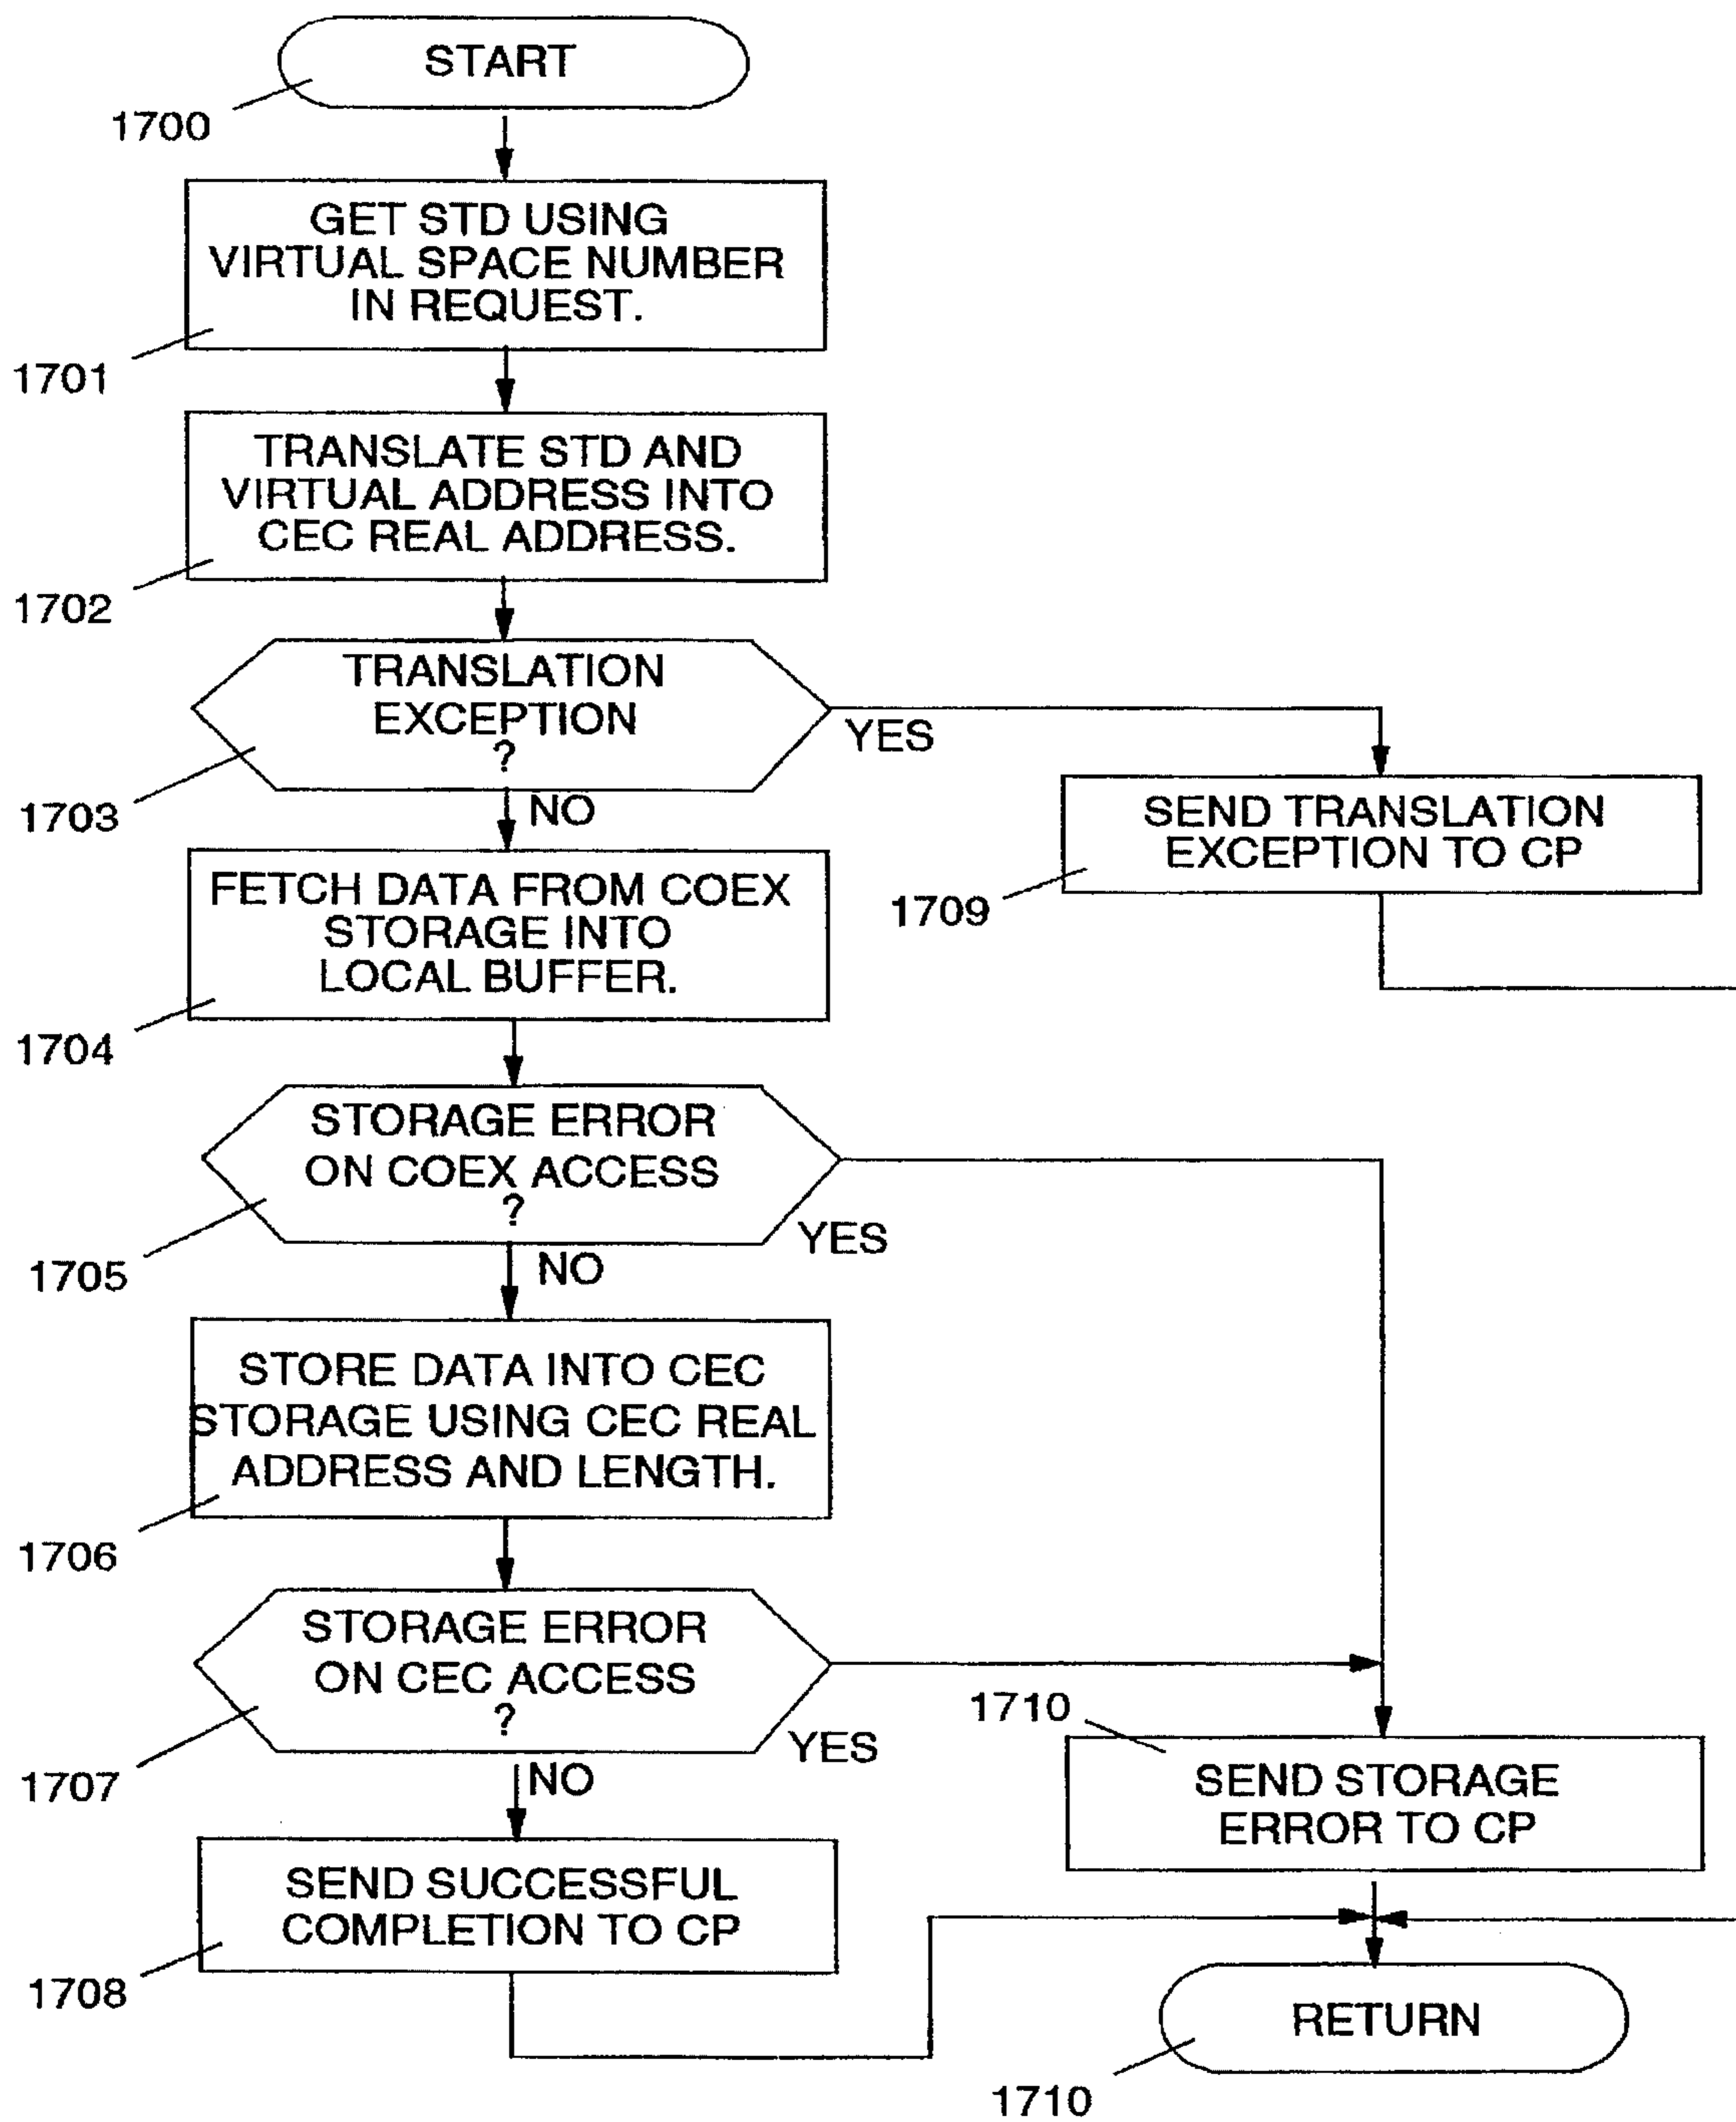 START
1700
GET STD USING
VIRTUAL SPACE NUMBER
IN REQUEST.
1701
TRANSLATE STD AND
VIRTUAL ADDRESS INTO
CEC REAL ADDRESS.
1702
TRANSLATION
EXCEPTION
?
YES
1703
NO
SEND TRANSLATION
EXCEPTION TO CP
1709
FETCH DATA FROM COEX
STORAGE INTO
LOCAL BUFFER.
1704
STORAGE ERROR
ON COEX ACCESS
?
YES
1705
NO
STORE DATA INTO CEC
STORAGE USING CEC REAL
ADDRESS AND LENGTH.
1706
STORAGE ERROR
ON CEC ACCESS
?
YES
1707
NO
1710
SEND STORAGE
ERROR TO CP
SEND SUCCESSFUL
COMPLETION TO CP
1708
RETURN
1710